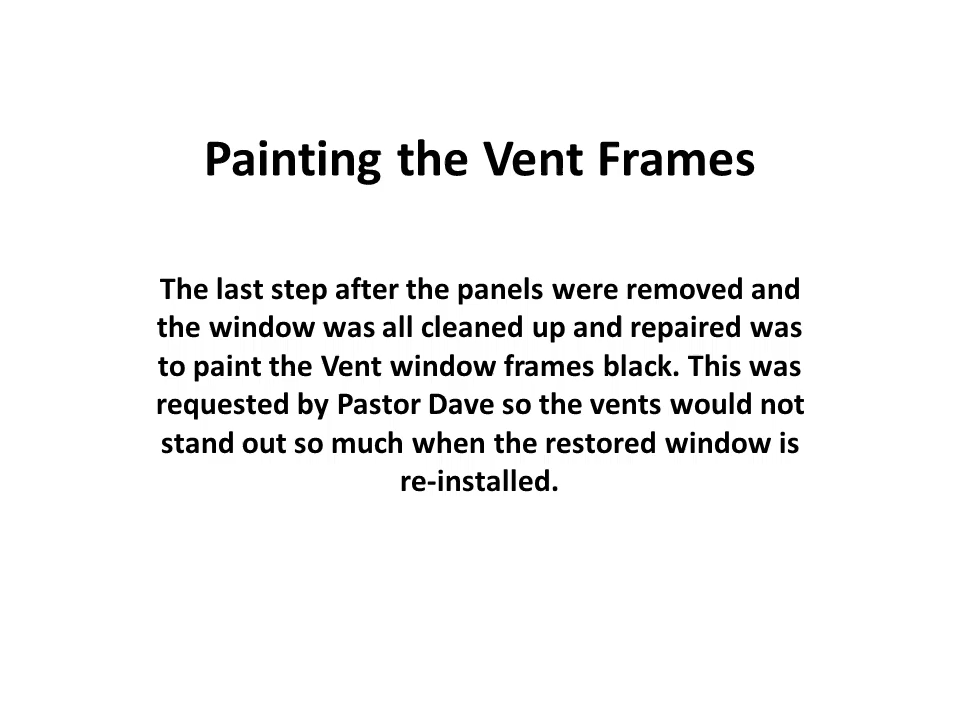 Painting the Vent Frames
The last step after the panels were removed and
the window was all cleaned up and repaired was
to paint the Vent window frames black. This was
requested by Pastor Dave so the vents would not
stand out so much when the restored window is
re-installed.